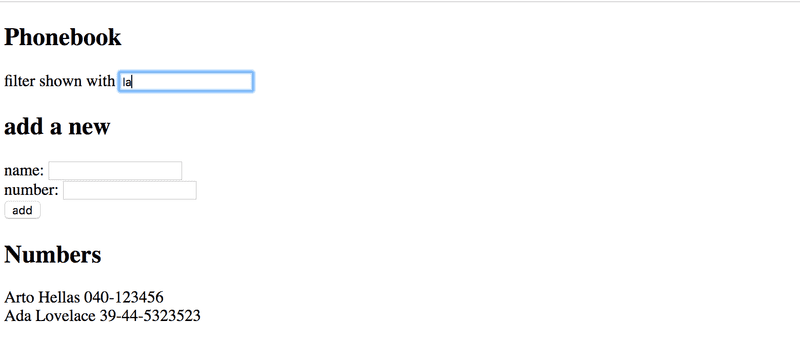 Phonebook
filter shown with la
add a new
name:
number:
add
Numbers
Arto Hellas 040-123456
Ada Lovelace 39-44-5323523